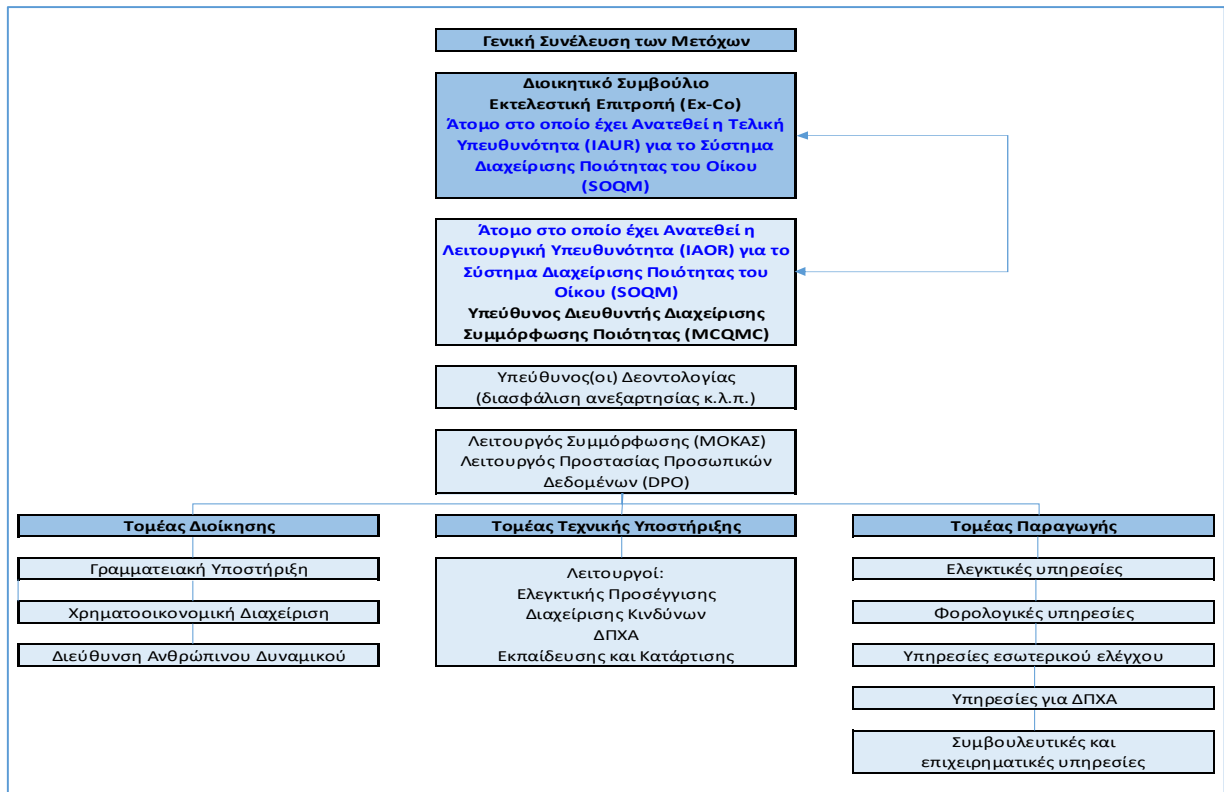 Γενική Συνέλευση των Μετόχων
Διοικητικό Συμβούλιο
Εκτελεστική Επιτροπή (Ex-Co)
Άτομο στο οποίο έχει Ανατεθεί η Τελική
Υπευθυνότητα (IAUR) για το Σύστημα
Διαχείρισης Ποιότητας του Οίκου
(SOQM)
Άτομο στο οποίο έχει Ανατεθεί η
Λειτουργική Υπευθυνότητα (IAOR) για το
Σύστημα Διαχείρισης Ποιότητας του
Οίκου (SOQM)
Υπεύθυνος Διευθυντής Διαχείρισης
Συμμόρφωσης Ποιότητας (MCQMC)
Υπεύθυνος(οι) Δεοντολογίας
(διασφάλιση ανεξαρτησίας κ.λ.π.)
Λειτουργός Συμμόρφωσης (ΜΟΚΑΣ)
Λειτουργός Προστασίας Προσωπικών
Δεδομένων (DPO)
Τομέας Διοίκησης
Γραμματειακή Υποστήριξη
Χρηματοοικονομική Διαχείριση
Διεύθυνση Ανθρώπινου Δυναμικού
Τομέας Τεχνικής Υποστήριξης
Λειτουργοί:
Ελεγκτικής Προσέγγισης
Διαχείρισης Κινδύνων
ΔΠΧΑ
Εκπαίδευσης και Κατάρτισης
Τομέας Παραγωγής
Ελεγκτικές υπηρεσίες
Φορολογικές υπηρεσίες
Υπηρεσίες εσωτερικού ελέγχου
Υπηρεσίες για ΔΠΧΑ
Συμβουλευτικές και
επιχειρηματικές υπηρεσίες